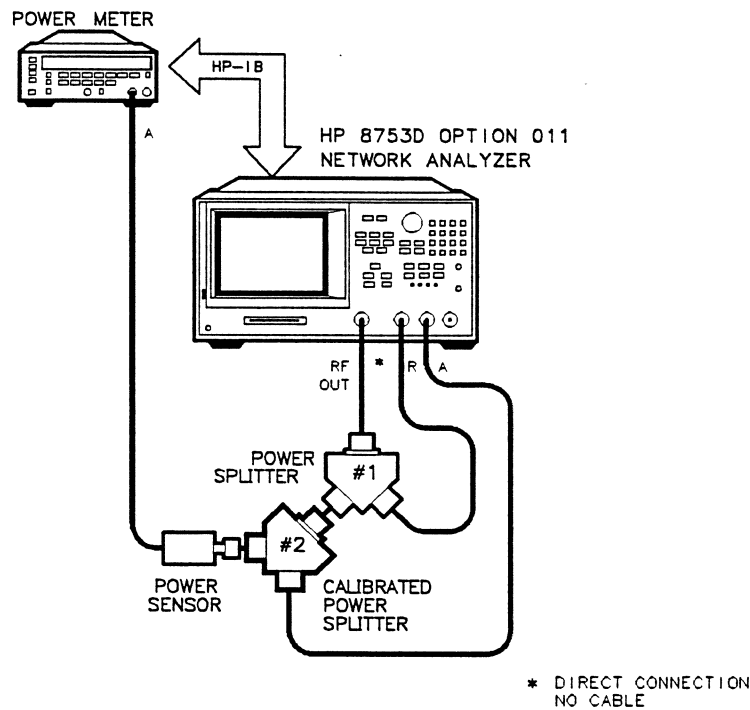 POWER METER
HP-IB
A
HP 8753D OPTION 011
NETWORK ANALYZER
RF
OUT
*
R
A
POWER
SPLITTER
#1
#2
POWER
SENSOR
CALIBRATED
POWER
SPLITTER
* DIRECT CONNECTION
NO CABLE